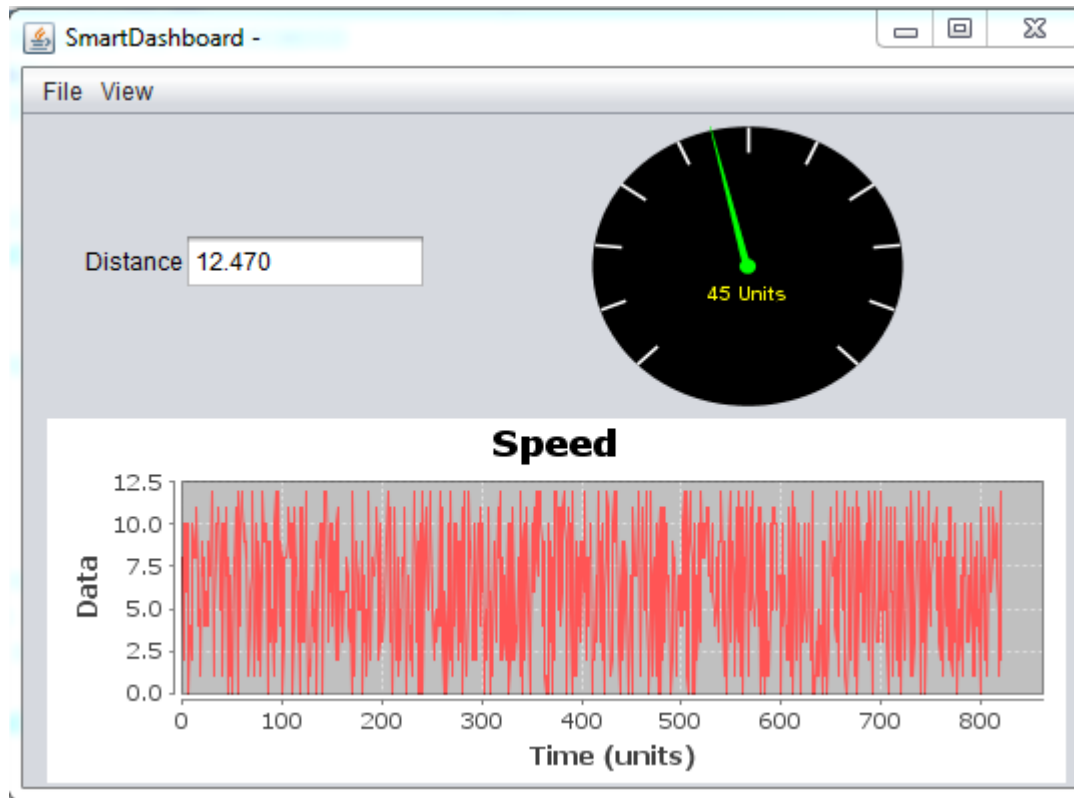 SmartDashboard -
File View
Distance 12.470
45 Units
Speed
12.5
10.0
7.5
5.0
2.5
0.0
Data
0 100 200 300 400 500 600 700 800
Time (units)